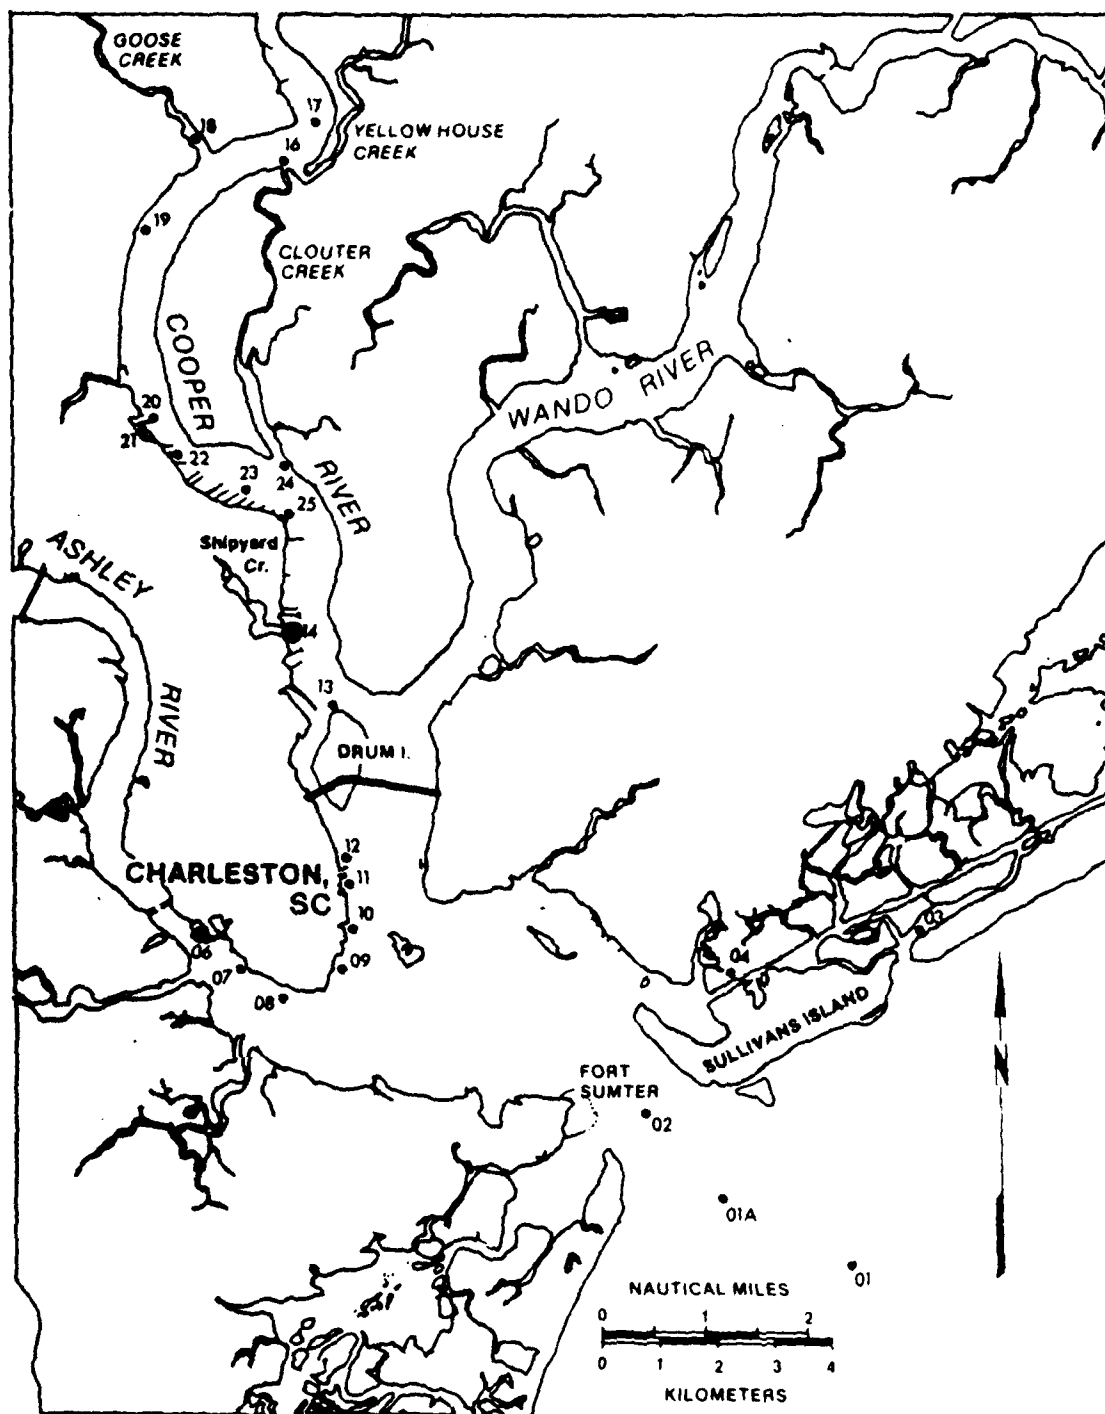 GOOSE
CREEK
17
18
YELLOW HOUSE
CREEK
16
19
CLOUTER
CREEK
COOPER
RIVER
WANDO RIVER
20
21
22
23
24
25
ASHLEY
RIVER
Shipyard
Cr.
14
13
DRUM I.
12
CHARLESTON,
SC
11
10
06
07
09
08
03
04
SULLIVANS ISLAND
FORT
SUMTER
02
01A
01
N
NAUTICAL MILES
0 1 2
0 1 2 3 4
KILOMETERS